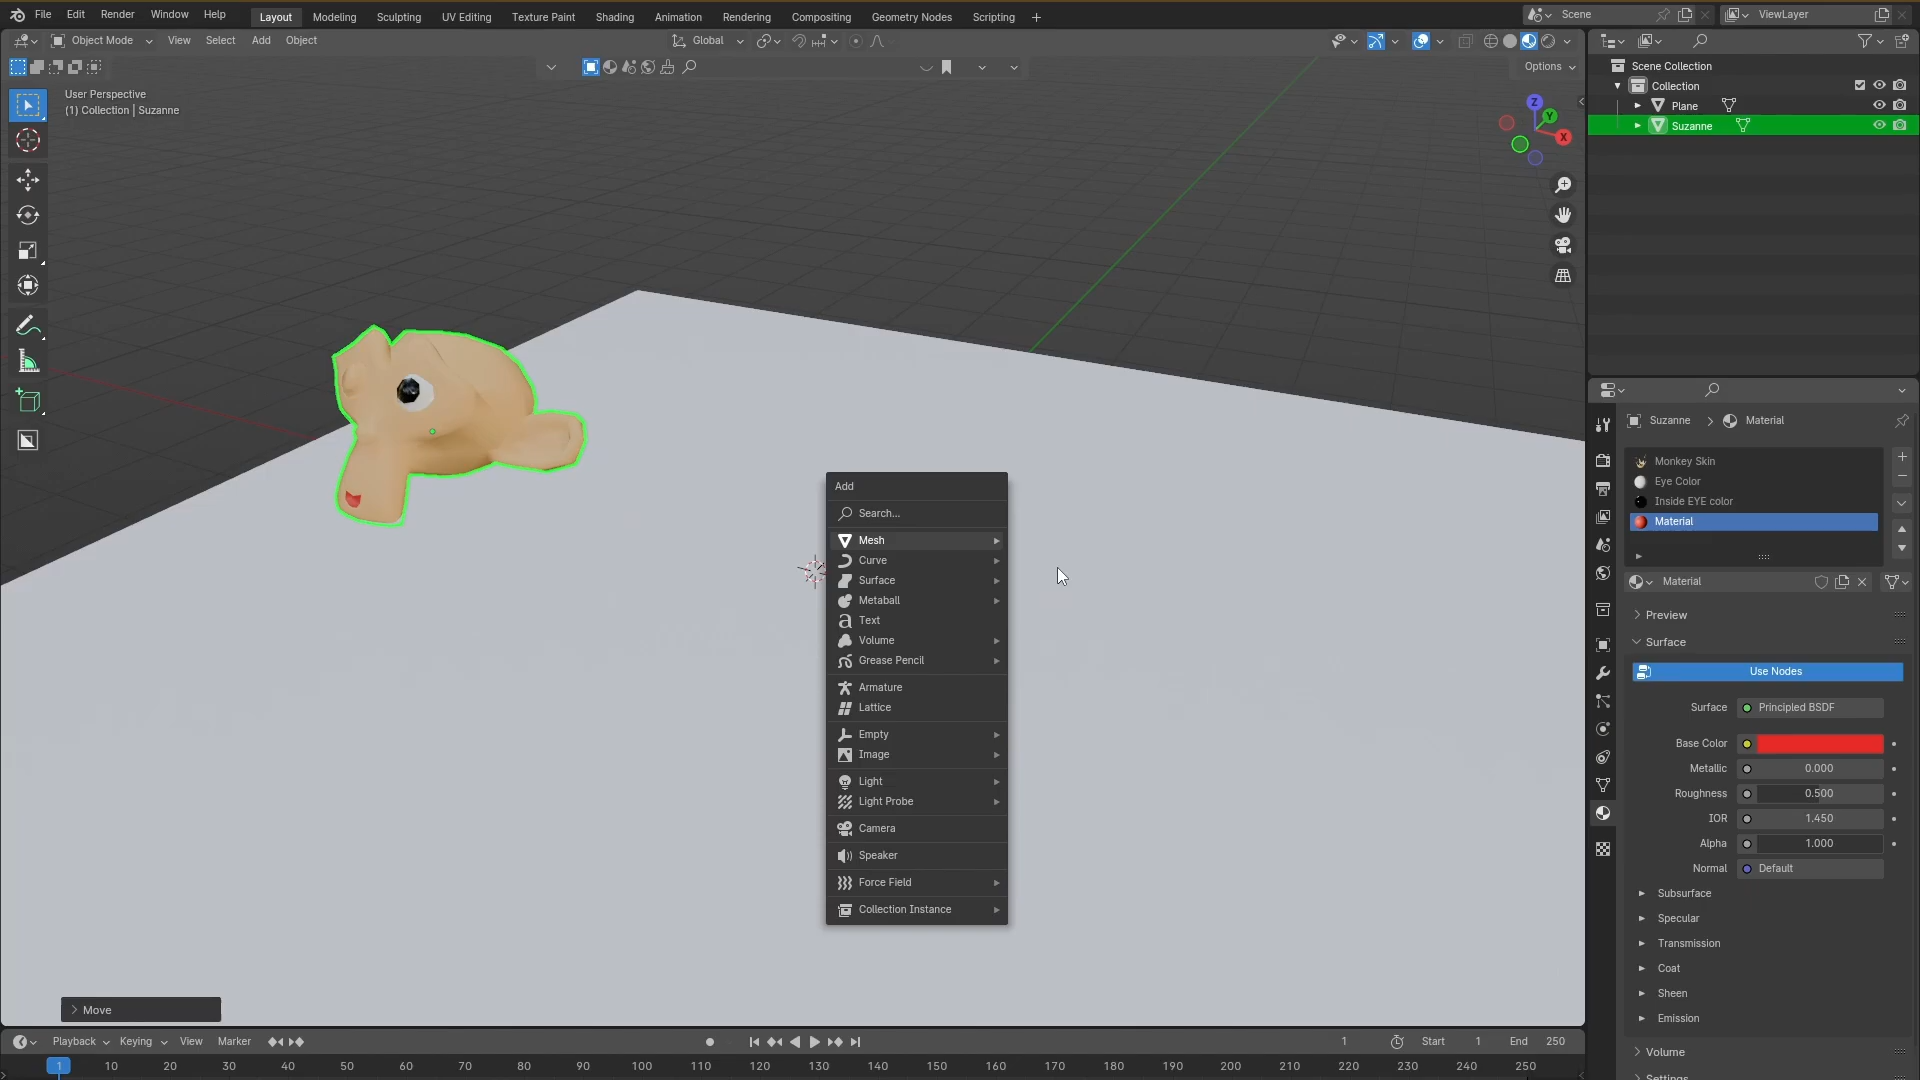 File Edit Render Window Help Layout Modeling Sculpting UV Editing Texture Paint Shading Animation Rendering Compositing Geometry Nodes Scripting + Scene ViewLayer
Object Mode View Select Add Object Global
Options
User Perspective
(1) Collection | Suzanne
Z
Y
X
Scene Collection
Collection
Plane
Suzanne
Add
Search...
Mesh
Curve
Surface
Metaball
Text
Volume
Grease Pencil
Armature
Lattice
Empty
Image
Light
Light Probe
Camera
Speaker
Force Field
Collection Instance
Move
Suzanne > Material
Monkey Skin
Eye Color
Inside EYE color
Material
Material
Preview
Surface
Use Nodes
Surface Principled BSDF
Base Color
Metallic 0.000
Roughness 0.500
IOR 1.450
Alpha 1.000
Normal Default
Subsurface
Specular
Transmission
Coat
Sheen
Emission
Volume
Settings
Playback Keying View Marker 1 Start 1 End 250
1 10 20 30 40 50 60 70 80 90 100 110 120 130 140 150 160 170 180 190 200 210 220 230 240 250